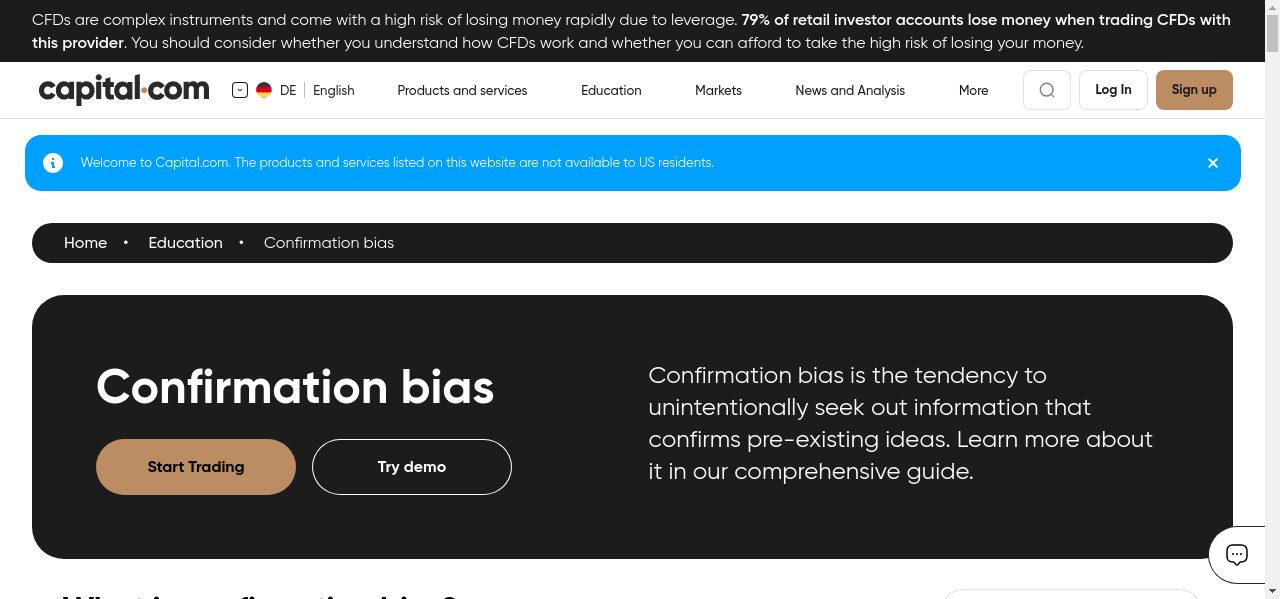 CFDs are complex instruments and come with a high risk of losing money rapidly due to leverage. 79% of retail investor accounts lose money when trading CFDs with
this provider. You should consider whether you understand how CFDs work and whether you can afford to take the high risk of losing your money.
capital.com DE English Products and services Education Markets News and Analysis More Log In Sign up
Welcome to Capital.com. The products and services listed on this website are not available to US residents.
Home • Education • Confirmation bias
Confirmation bias
Start Trading Try demo
Confirmation bias is the tendency to
unintentionally seek out information that
confirms pre-existing ideas. Learn more about
it in our comprehensive guide.
What is confirmation bias?